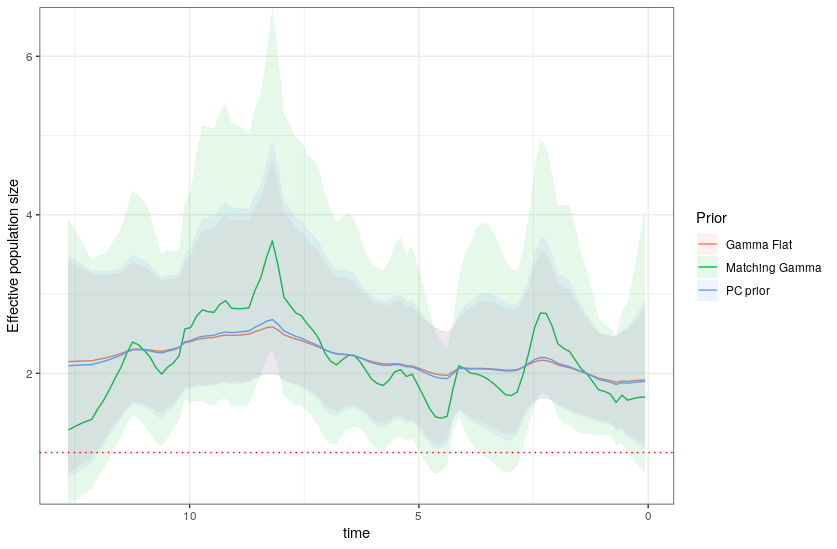 Effective population size
6
4
2
10
5
0
time
Prior
Gamma Flat
Matching Gamma
PC prior